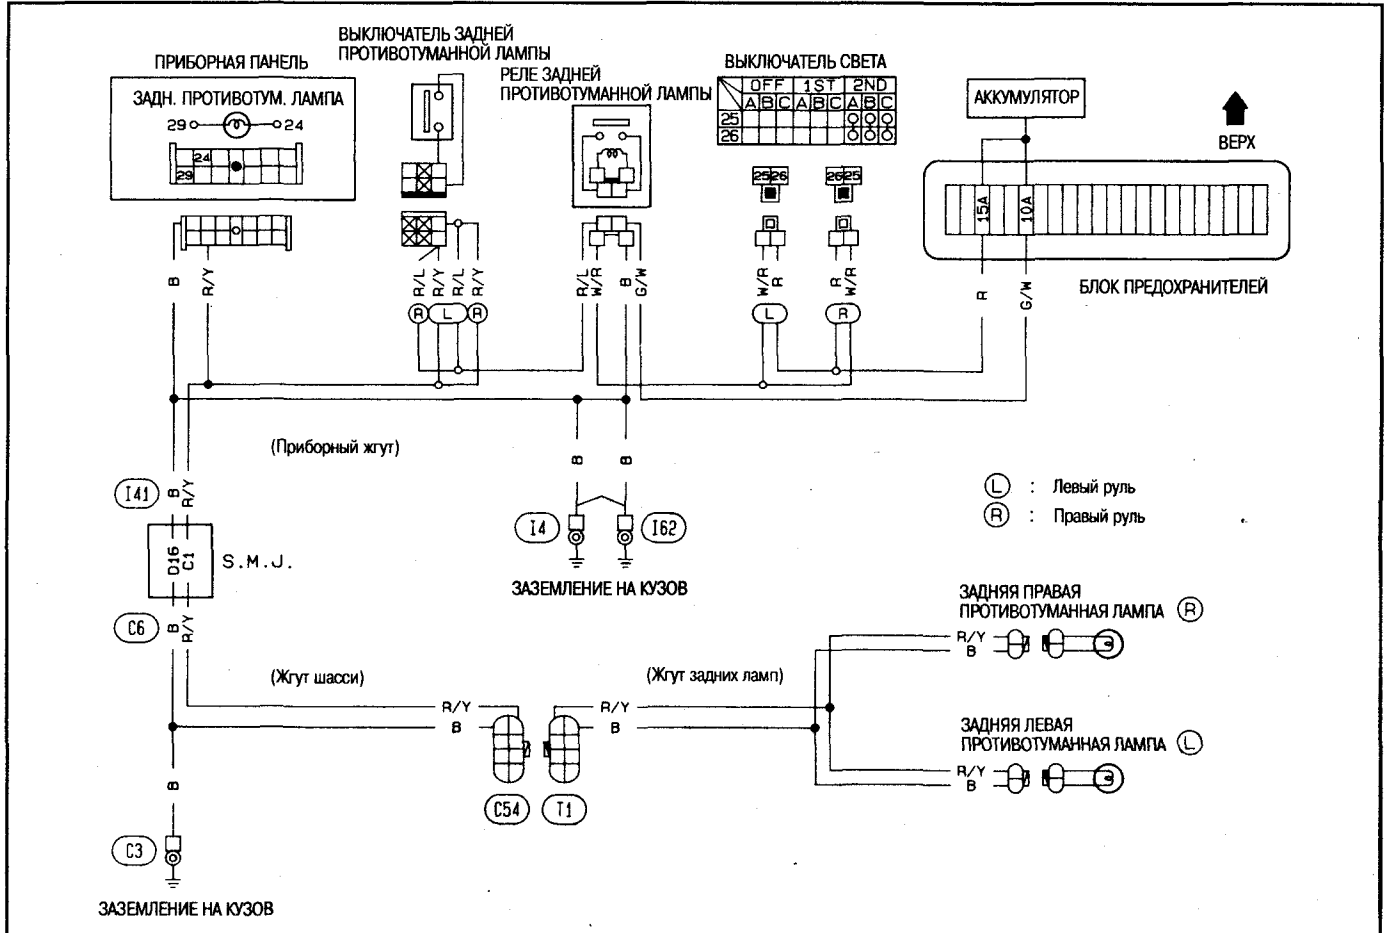 ВЫКЛЮЧАТЕЛЬ ЗАДНЕЙ
ПРОТИВОТУМАННОЙ ЛАМПЫ
ПРИБОРНАЯ ПАНЕЛЬ
ЗАДН. ПРОТИВОТУМ. ЛАМПА
29 24
24
29
РЕЛЕ ЗАДНЕЙ
ПРОТИВОТУМАННОЙ ЛАМПЫ
ВЫКЛЮЧАТЕЛЬ СВЕТА
OFF 1ST 2ND
A B C A B C A B C
25
26
25 26 26 25
АККУМУЛЯТОР
ВЕРХ
15A 10A
БЛОК ПРЕДОХРАНИТЕЛЕЙ
B R/Y R/L R/Y R/L R/Y R/L W/R B G/W W/R R R W/R R G/W
R L R L R
(Приборный жгут)
B B
I41 B R/Y
I4 I62
ЗАЗЕМЛЕНИЕ НА КУЗОВ
L : Левый руль
R : Правый руль
D16 C1 S.M.J.
C6 B R/Y
(Жгут шасси)
(Жгут задних ламп)
R/Y R/Y
B B
C54 T1
ЗАДНЯЯ ПРАВАЯ
ПРОТИВОТУМАННАЯ ЛАМПА R
R/Y
B
ЗАДНЯЯ ЛЕВАЯ
ПРОТИВОТУМАННАЯ ЛАМПА L
R/Y
B
B
C3
ЗАЗЕМЛЕНИЕ НА КУЗОВ